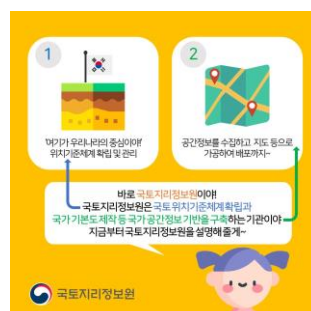 1
'여기가 우리나라의 중심이야!'
위치기준체계 확립 및 관리
2
공간정보를 수집하고 지도 등으로
가공하여 배포까지~
바로 국토지리정보원이야!
국토지리정보원은 국토 위치기준체계 확립과
국가 기본도 제작 등 국가 공간정보 기반을 구축하는 기관이야
지금부터 국토지리정보원을 설명해 줄게~
국토지리정보원